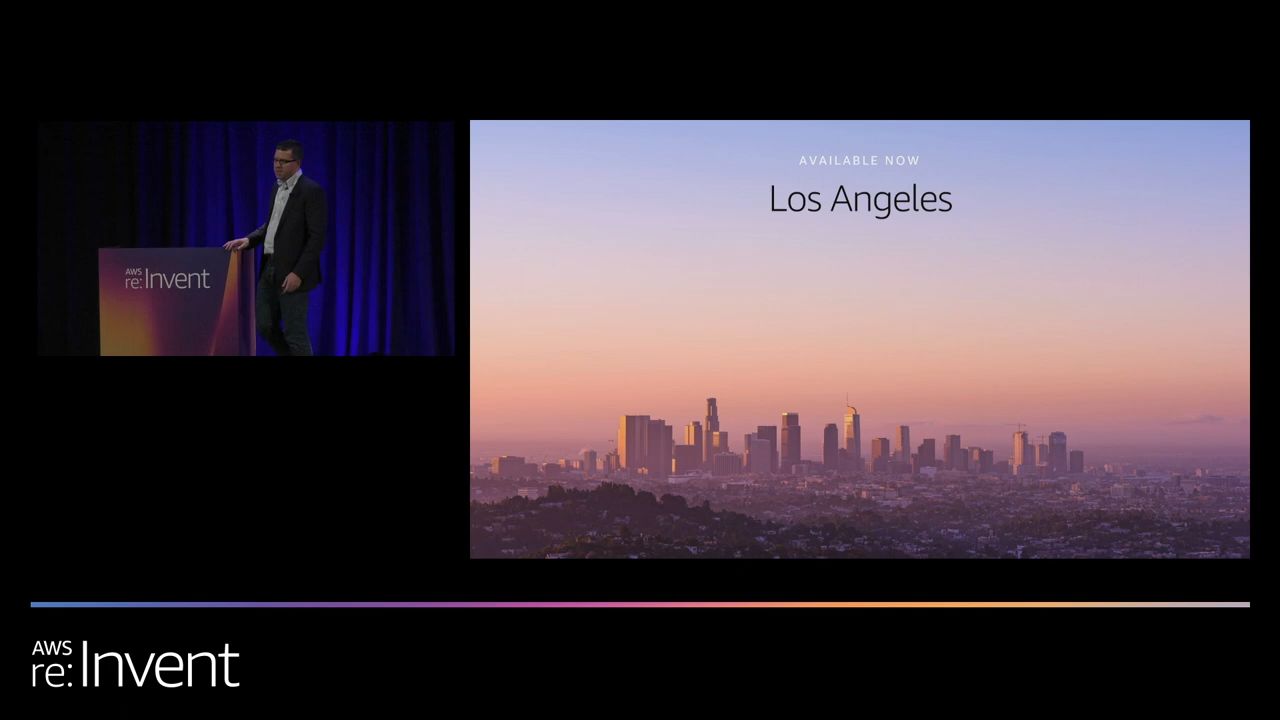 AWS
re:Invent
AVAILABLE NOW
Los Angeles
AWS
re:Invent